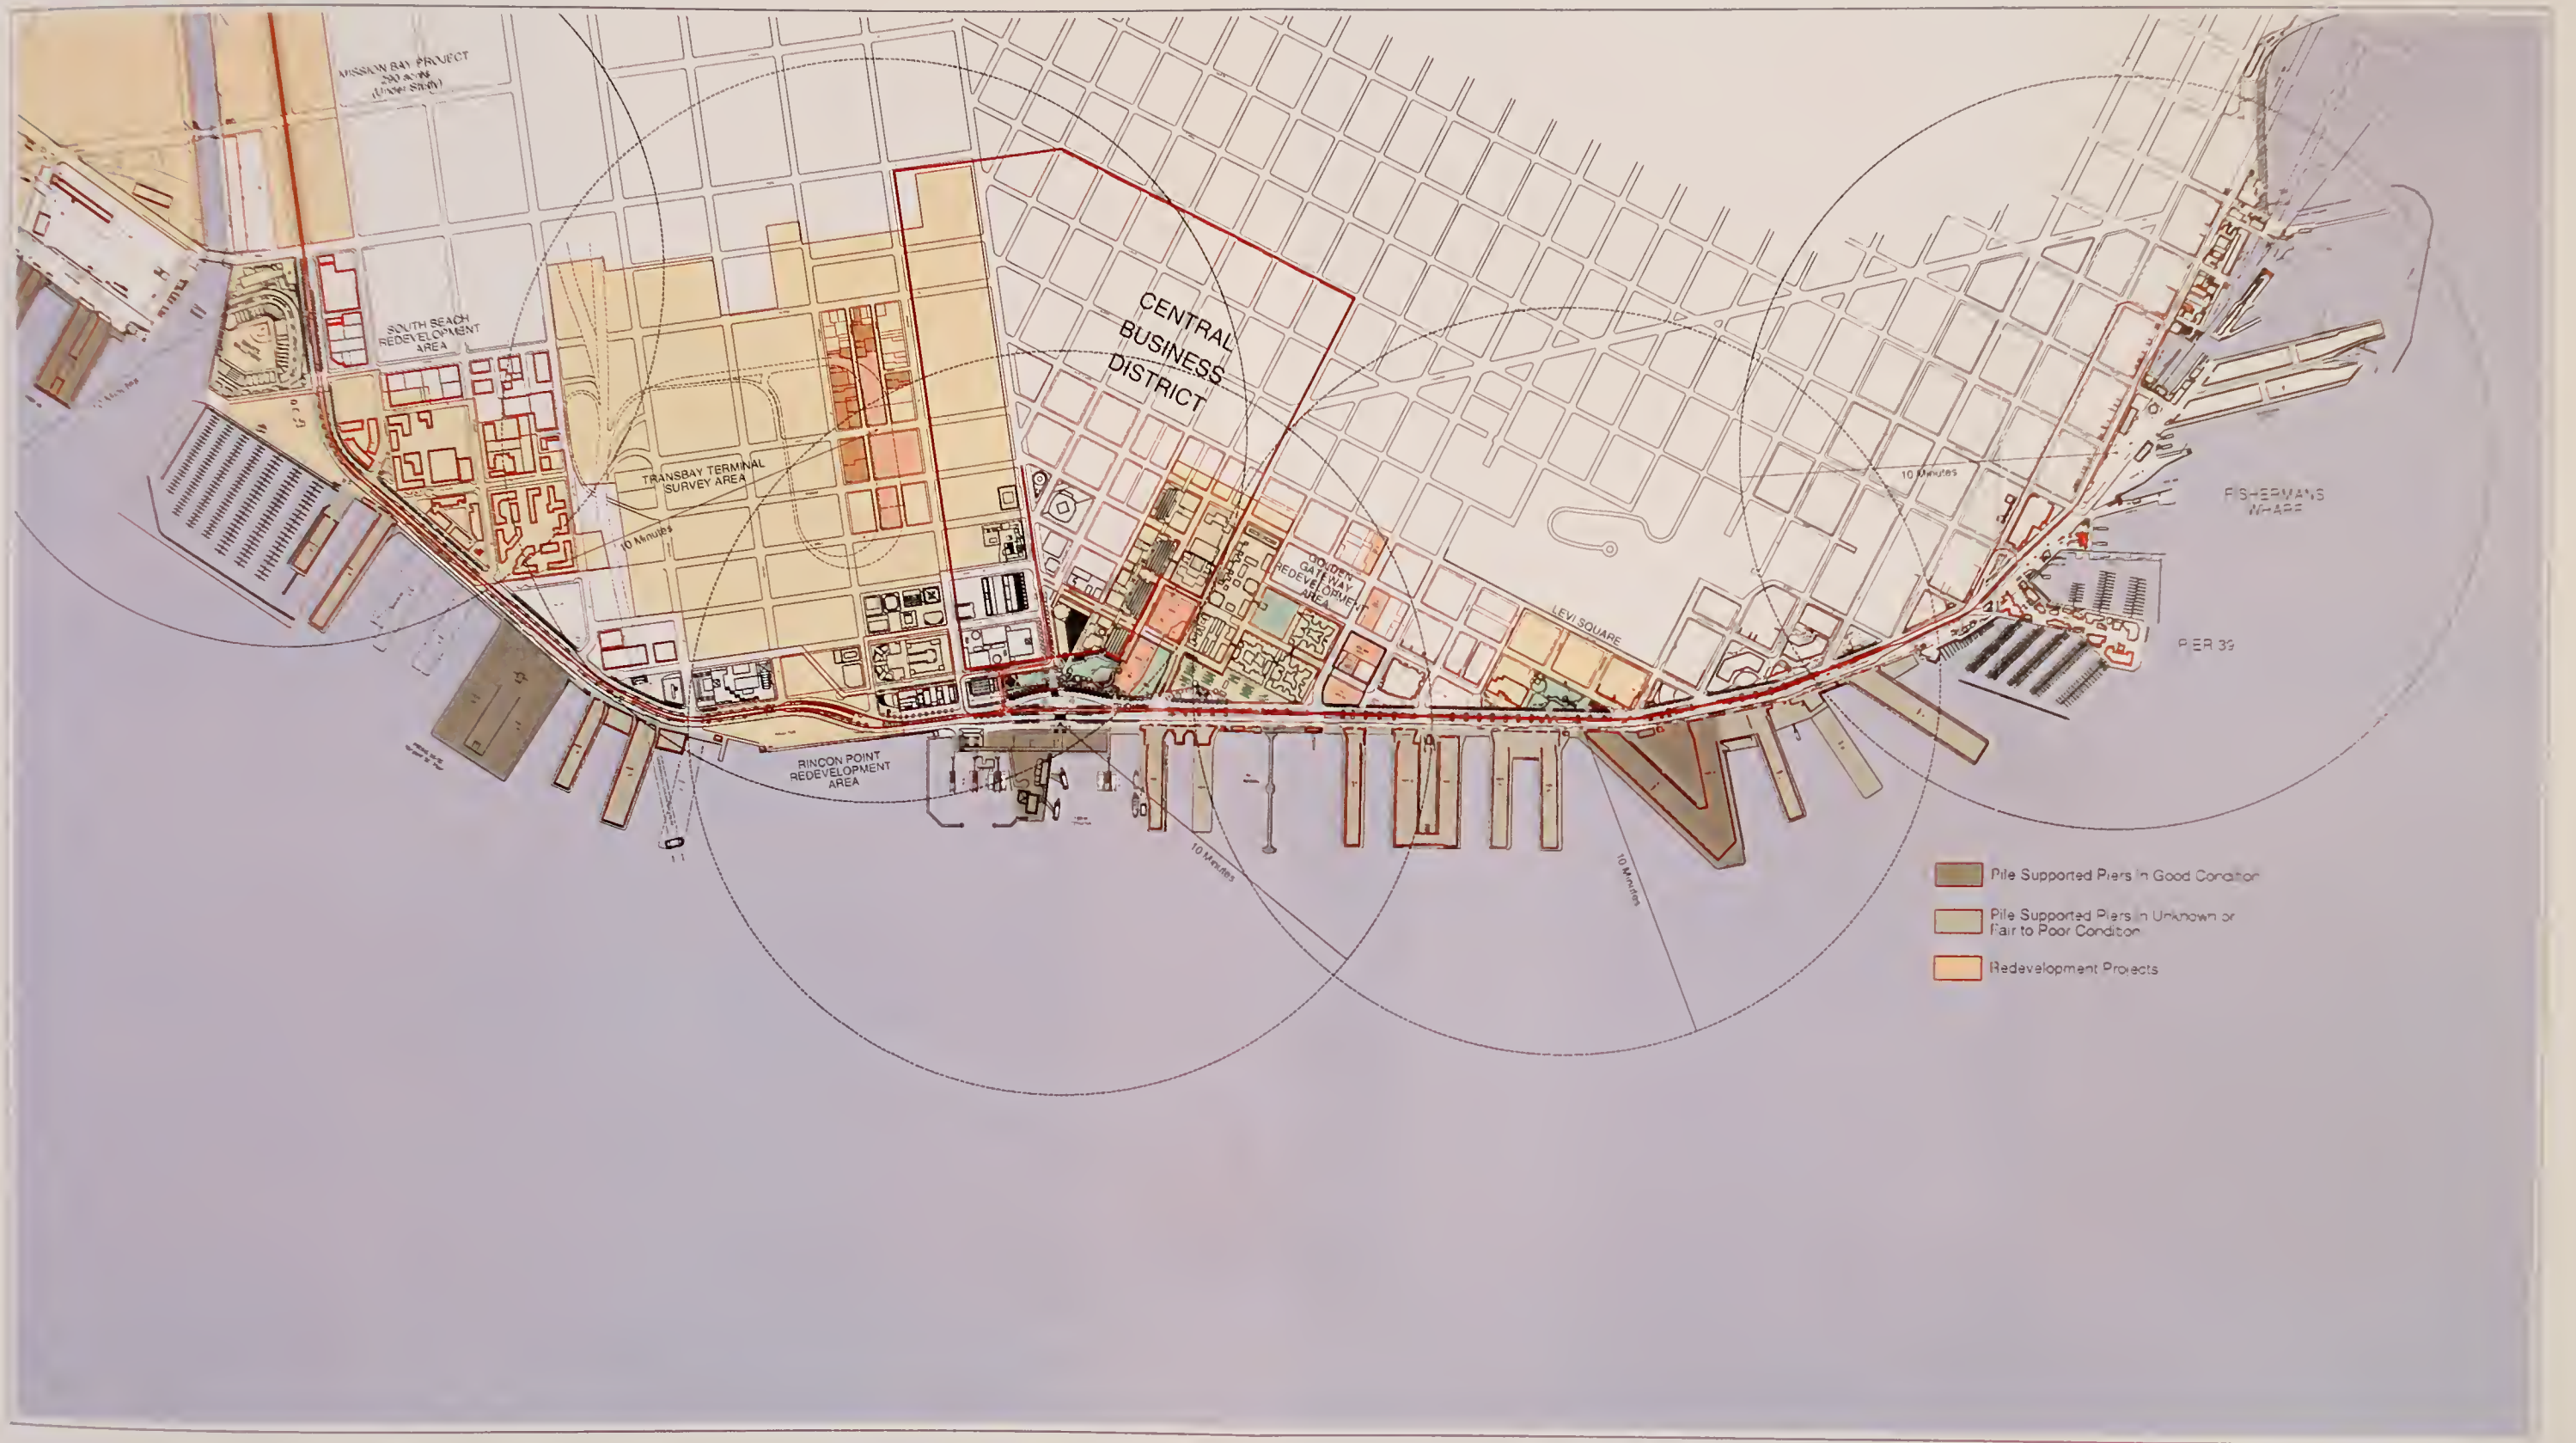 MISSION BAY PROJECT
290 acres
(Under Study)
SOUTH BEACH
REDEVELOPMENT
AREA
TRANSBAY TERMINAL
SURVEY AREA
10 Minutes
CENTRAL
BUSINESS
DISTRICT
GOLDEN
GATEWAY
REDEVELOPMENT
AREA
LEVI SQUARE
10 Minutes
FISHERMANS
WHARF
PIER 39
RINCON POINT
REDEVELOPMENT
AREA
10 Minutes
10 Minutes
Pile Supported Piers in Good Condition
Pile Supported Piers in Unknown or
Fair to Poor Condition
Redevelopment Projects